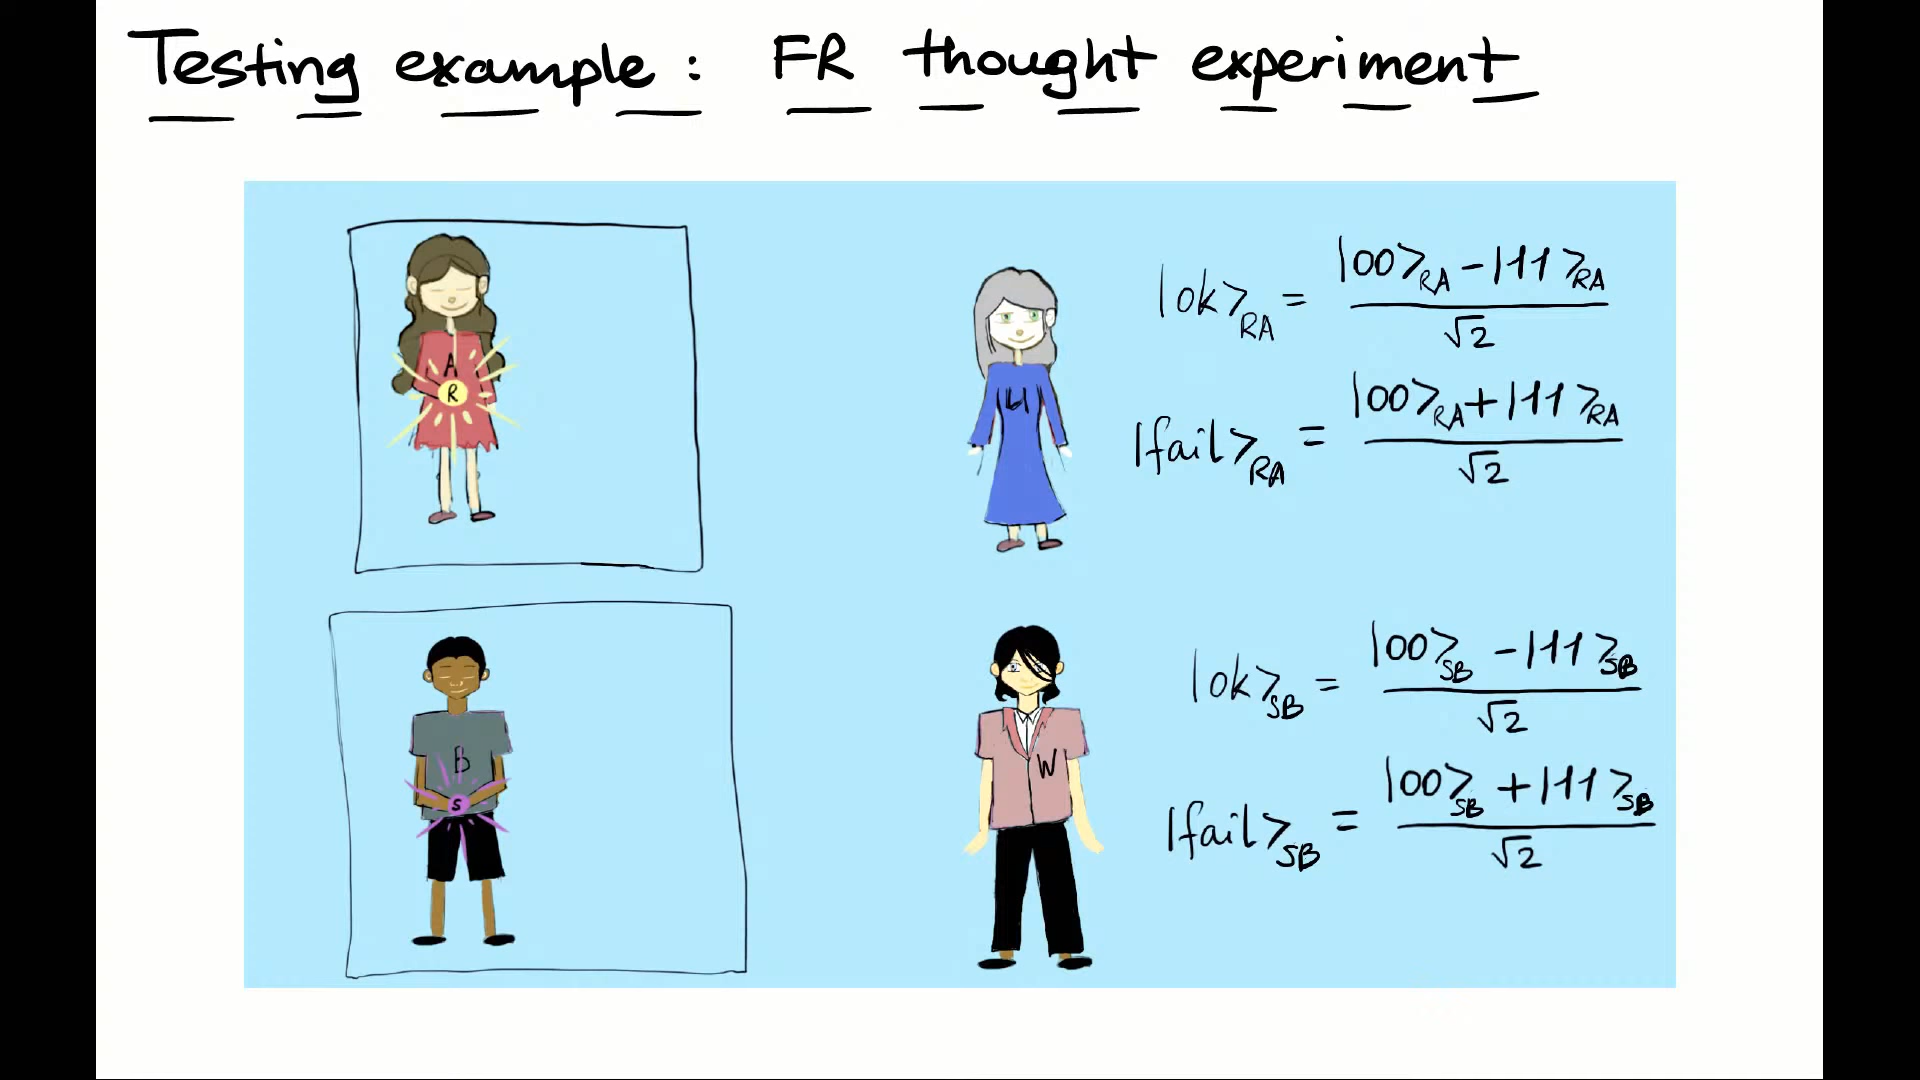 Testing example: FR thought experiment
A
R
U
|ok>RA = |00>RA - |11>RA
√2
|fail>RA = |00>RA + |11>RA
√2
B
S
W
|ok>SB = |00>SB - |11>SB
√2
|fail>SB = |00>SB + |11>SB
√2